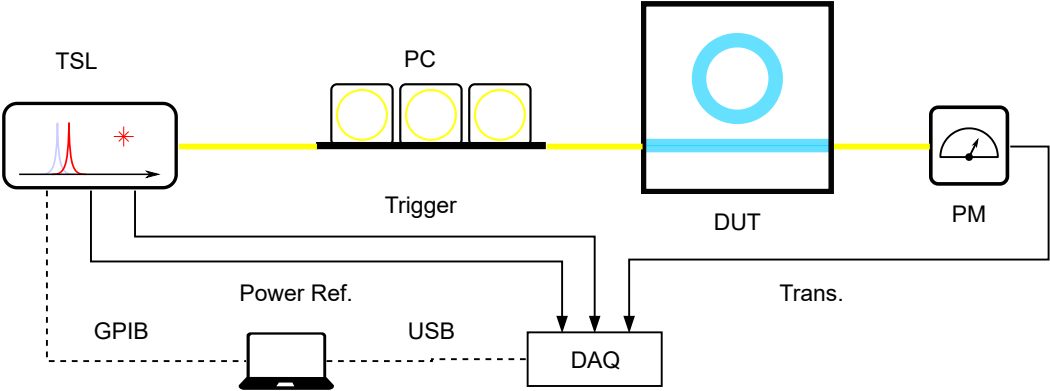 TSL
PC
Trigger
DUT
PM
Power Ref.
Trans.
GPIB
USB
DAQ